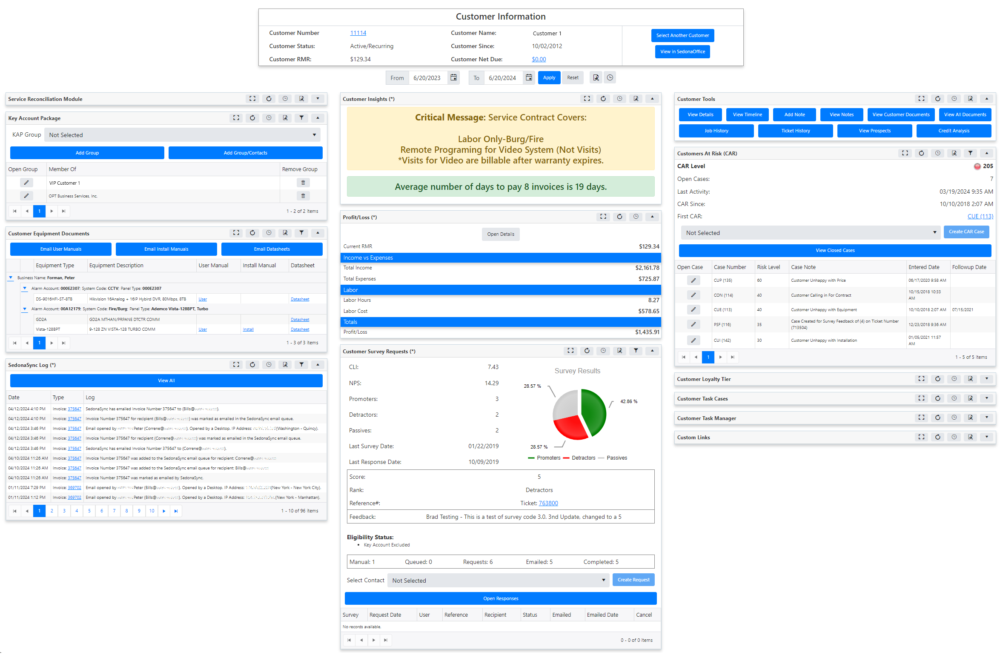 Customer Information
Customer Number 11114 Customer Name: Customer 1 Select Another Customer
Customer Status: Active/Recurring Customer Since: 10/02/2012 View in SedonaOffice
Customer RMR: $129.34 Customer Net Due: $0.00
From 6/20/2023 To 6/20/2024 Apply Reset
Service Reconciliation Module
Key Account Package
KAP Group Not Selected
Add Group Add Group/Contacts
Open Group Member Of Remove Group
VIP Customer 1
OPT Business Services, Inc.
1 1 - 2 of 2 items
Customer Equipment Documents
Email User Manuals Email Install Manuals Email Datasheets
Equipment Type Equipment Description User Manual Install Manual Datasheet
Business Name: Forman, Peter
Alarm Account: 000E2307; System Code: CCTV; Panel Type: 000E2307
DS-9016HFI-ST-8TB Hikvision 16Analog + 16IP Hybird DVR, 80Mbps, 8TB User Datasheet
Alarm Account: 00A12179; System Code: Fire/Burg; Panel Type: Ademco Vista-128BPT, Turbo
GD2A GD2A MTHAN/PRPANE DTCTR COMM Datasheet
Vista-128BPT 9-128 ZN VISTA-128 TURBO COMM User Install Datasheet
1 1 - 3 of 3 items
SedonaSync Log (*)
View All
Date Type Log
04/12/2024 4:10 PM Invoice: 375647 SedonaSync has emailed Invoice Number 375647 to (Bills@ ).
04/12/2024 4:10 PM Invoice: 375647 Invoice Number 375647 for recipient (Bills@ ) was marked as emailed in the SedonaSync email queue.
04/12/2024 3:46 PM Invoice: 375647 Email opened by Peter (Correne@ ). Opened by a Desktop. IP Address: (Washington - Quincy).
04/12/2024 3:46 PM Invoice: 375647 Invoice Number 375647 for recipient (Correne@ ) was marked as emailed in the SedonaSync email queue.
04/12/2024 3:46 PM Invoice: 375647 SedonaSync has emailed Invoice Number 375647 to (Correne@ ).
04/10/2024 11:26 AM Invoice: 375647 Invoice Number 375647 was added to the SedonaSync email queue for recipient: Correne@
04/10/2024 11:26 AM Invoice: 375647 Invoice Number 375647 was added to the SedonaSync email queue for recipient: Bills@
04/10/2024 11:26 AM Invoice: 375647 Invoice Number 375647 was marked as emailed by SedonaSync.
01/11/2024 7:29 PM Invoice: 369702 Email opened by Peter (Bills@ ). Opened by a Desktop. IP Address: (New York - New York City).
01/11/2024 1:12 PM Invoice: 369702 Email opened by Peter (Bills@ ). Opened by a Desktop. IP Address: (New York - Manhattan).
1 2 3 4 5 6 7 8 9 10 1 - 10 of 96 items
Customer Insights (*)
Critical Message: Service Contract Covers:
Labor Only-Burg/Fire
Remote Programing for Video System (Not Visits)
*Visits for Video are billable after warranty expires.
Average number of days to pay 8 invoices is 19 days.
Profit/Loss (*)
Open Details
Current RMR $129.34
Income vs Expenses
Total Income $2,161.78
Total Expenses $725.87
Labor
Labor Hours 8.27
Labor Cost $578.65
Totals
Profit/Loss $1,435.91
Customer Survey Requests (*)
CLI: 7.43
NPS: 14.29
Promoters: 3
Detractors: 2
Passives: 2
Last Survey Date: 01/22/2019
Last Response Date: 10/09/2019
Survey Results
28.57 %
42.86 %
28.57 %
Promoters Detractors Passives
Score: 5
Rank: Detractors
Reference#: Ticket: 763800
Feedback: Brad Testing - This is a test of survey code 3.0. 3nd Update, changed to a 5
Eligibility Status:
• Key Account Excluded
Manual: 1 Queued: 0 Requests: 6 Emailed: 5 Completed: 5
Select Contact Not Selected Create Request
Open Responses
Survey Request Date User Reference Recipient Status Emailed Emailed Date Cancel
No records available.
0 - 0 of 0 items
Customer Tools
View Details View Timeline Add Note View Notes View Customer Documents View All Documents
Job History Ticket History View Prospects Credit Analysis
Customers At Risk (CAR)
CAR Level 205
Open Cases: 7
Last Activity: 03/19/2024 9:35 AM
CAR Since: 10/10/2018 2:07 AM
First CAR: CUE (113)
Not Selected Create CAR Case
View Closed Cases
Open Case Case Number Risk Level Case Note Entered Date Followup Date
CUP (135) 60 Customer Unhappy with Price 06/17/2020 9:58 AM
CON (114) 40 Customer Calling in For Contract 10/15/2018 10:33
AM
CUE (113) 40 Customer Unhappy with Equipment 10/10/2018 2:07 AM 07/15/2021
PSF (116) 35 Case Created for Survey Feedback of (4) on Ticket Number 12/23/2018 9:36 AM
(713504)
CUI (142) 30 Customer Unhappy with Installation 01/05/2021 11:57
AM
1 1 - 5 of 5 items
Customer Loyalty Tier
Customer Task Cases
Customer Task Manager
Custom Links